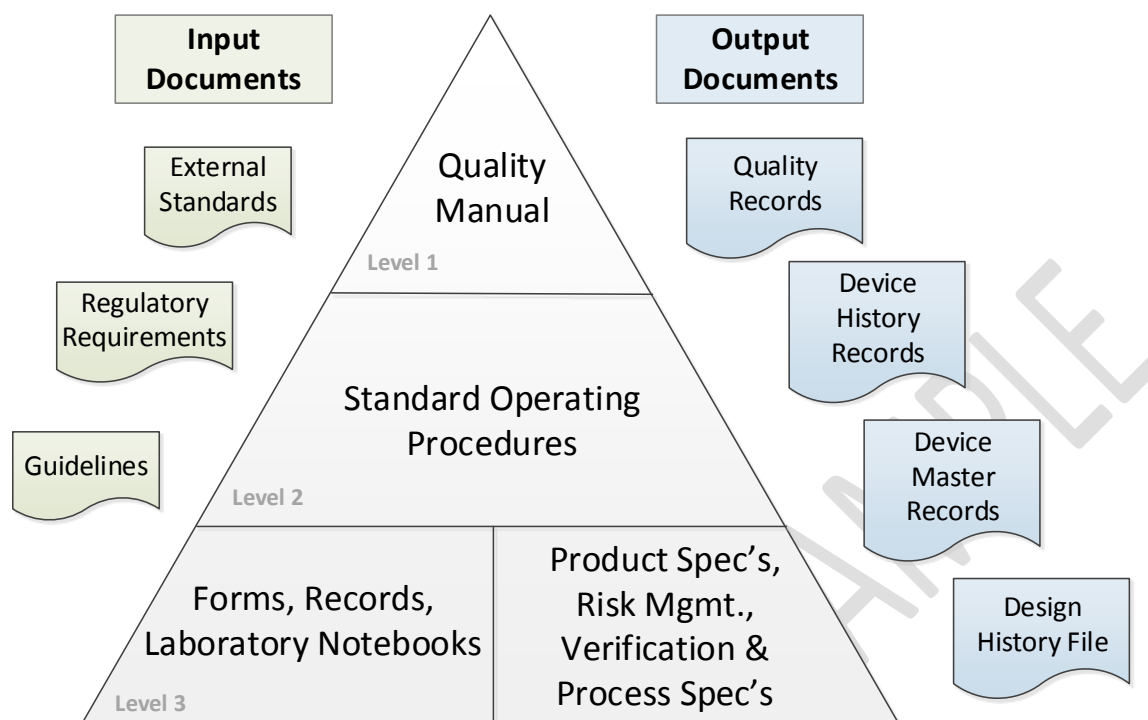 Input
Documents
Output
Documents
External
Standards
Quality
Manual
Quality
Records
Level 1
Regulatory
Requirements
Device
History
Records
Standard Operating
Procedures
Guidelines
Level 2
Device
Master
Records
Forms, Records,
Laboratory Notebooks
Product Spec's,
Risk Mgmt.,
Verification &
Process Spec's
Level 3
Design
History File
AMPLE